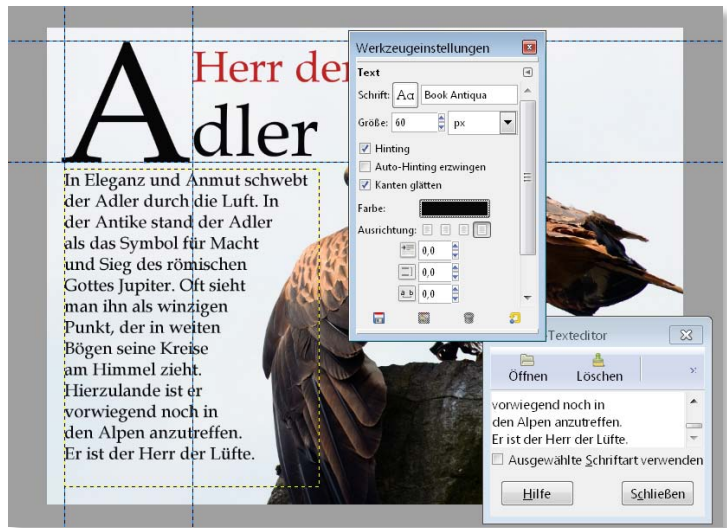 Herr der
Adler
In Eleganz und Anmut schwebt
der Adler durch die Luft. In
der Antike stand der Adler
als das Symbol für Macht
und Sieg des römischen
Gottes Jupiter. Oft sieht
man ihn als winzigen
Punkt, der in weiten
Bögen seine Kreise
am Himmel zieht.
Hierzulande ist er
vorwiegend noch in
den Alpen anzutreffen.
Er ist der Herr der Lüfte.
Werkzeugeinstellungen
Text
Schrift: Aα Book Antiqua
Größe: 60 px
Hinting
Auto-Hinting erzwingen
Kanten glätten
Farbe:
Ausrichtung:
0,0
0,0
a_b 0,0
Texteditor
Öffnen Löschen
vorwiegend noch in
den Alpen anzutreffen.
Er ist der Herr der Lüfte.
Ausgewählte Schriftart verwenden
Hilfe Schließen